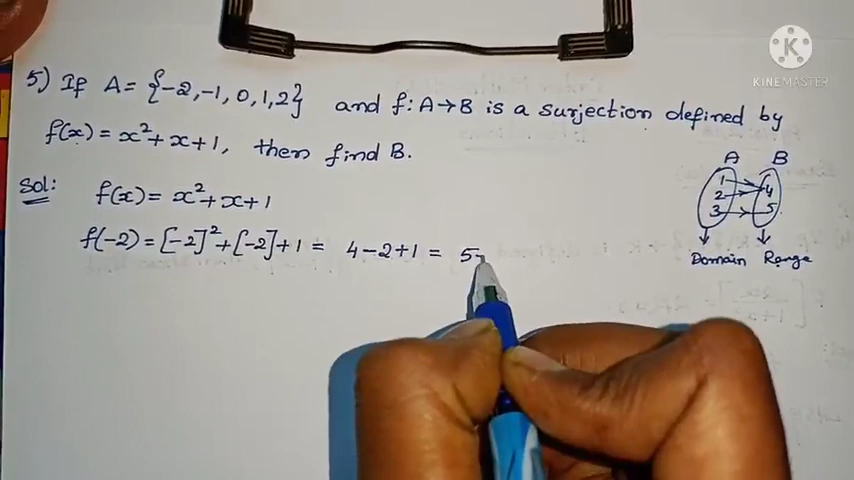 K
KINEMASTER
5) If A = {-2, -1, 0, 1, 2} and f: A→B is a surjection defined by
f(x) = x²+x+1, then find B.
A B
1 4
2 5
3
Domain Range
Sol:
f(x) = x²+x+1
f(-2) = [-2]²+[-2]+1 = 4-2+1 = 5-